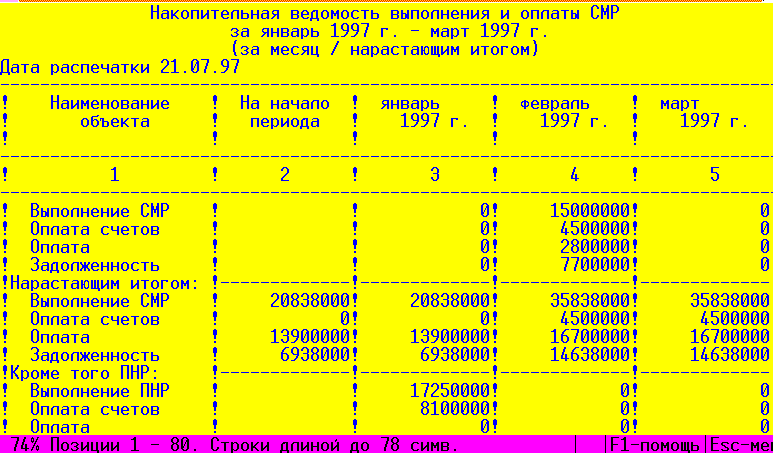 Накопительная ведомость выполнения и оплаты СМР
за январь 1997 г. - март 1997 г.
(за месяц / нарастающим итогом)
Дата распечатки 21.07.97
! Наименование ! На начало ! январь ! февраль ! март
! объекта ! периода ! 1997 г. ! 1997 г. ! 1997 г.
! ! ! ! !
! 1 ! 2 ! 3 ! 4 ! 5
! Выполнение СМР ! ! 0! 15000000! 0
! Оплата счетов ! ! 0! 4500000! 0
! Оплата ! ! 0! 2800000! 0
! Задолженность ! ! 0! 7700000! 0
!Нарастающим итогом: !-------------!-------------!-------------!-------------
! Выполнение СМР ! 20838000! 20838000! 35838000! 35838000
! Оплата счетов ! 0! 0! 4500000! 4500000
! Оплата ! 13900000! 13900000! 16700000! 16700000
! Задолженность ! 6938000! 6938000! 14638000! 14638000
!Кроме того ПНР: !-------------!-------------!-------------!-------------
! Выполнение ПНР ! ! 17250000! 0! 0
! Оплата счетов ! ! 8100000! 0! 0
! Оплата ! ! 0! 0! 0
74% Позиции 1 - 80. Строки длиной до 78 симв. F1-помощь Esc-ме